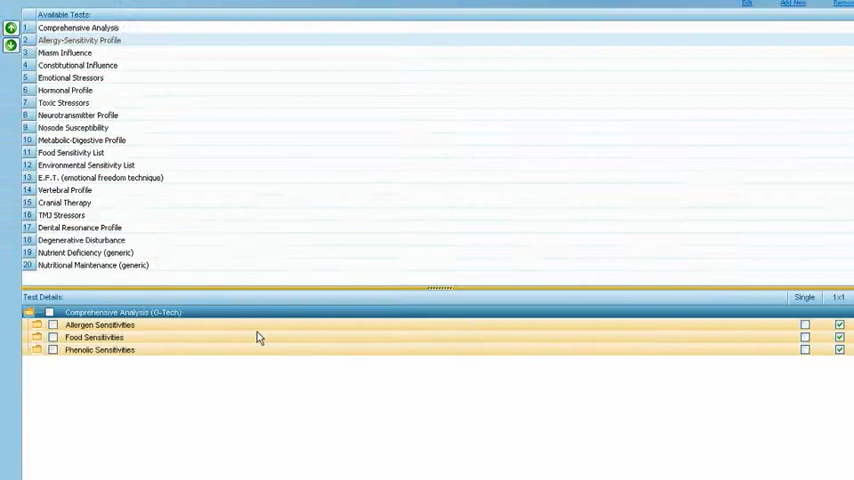 Edit Add New Remove
Available Tests:
1 Comprehensive Analysis
2 Allergy-Sensitivity Profile
3 Miasm Influence
4 Constitutional Influence
5 Emotional Stressors
6 Hormonal Profile
7 Toxic Stressors
8 Neurotransmitter Profile
9 Nosode Susceptibility
10 Metabolic-Digestive Profile
11 Food Sensitivity List
12 Environmental Sensitivity List
13 E.F.T. (emotional freedom technique)
14 Vertebral Profile
15 Cranial Therapy
16 TMJ Stressors
17 Dental Resonance Profile
18 Degenerative Disturbance
19 Nutrient Deficiency (generic)
20 Nutritional Maintenance (generic)
Test Details: Single 1x1
Comprehensive Analysis (O-Tech)
Allergen Sensitivities
Food Sensitivities
Phenolic Sensitivities